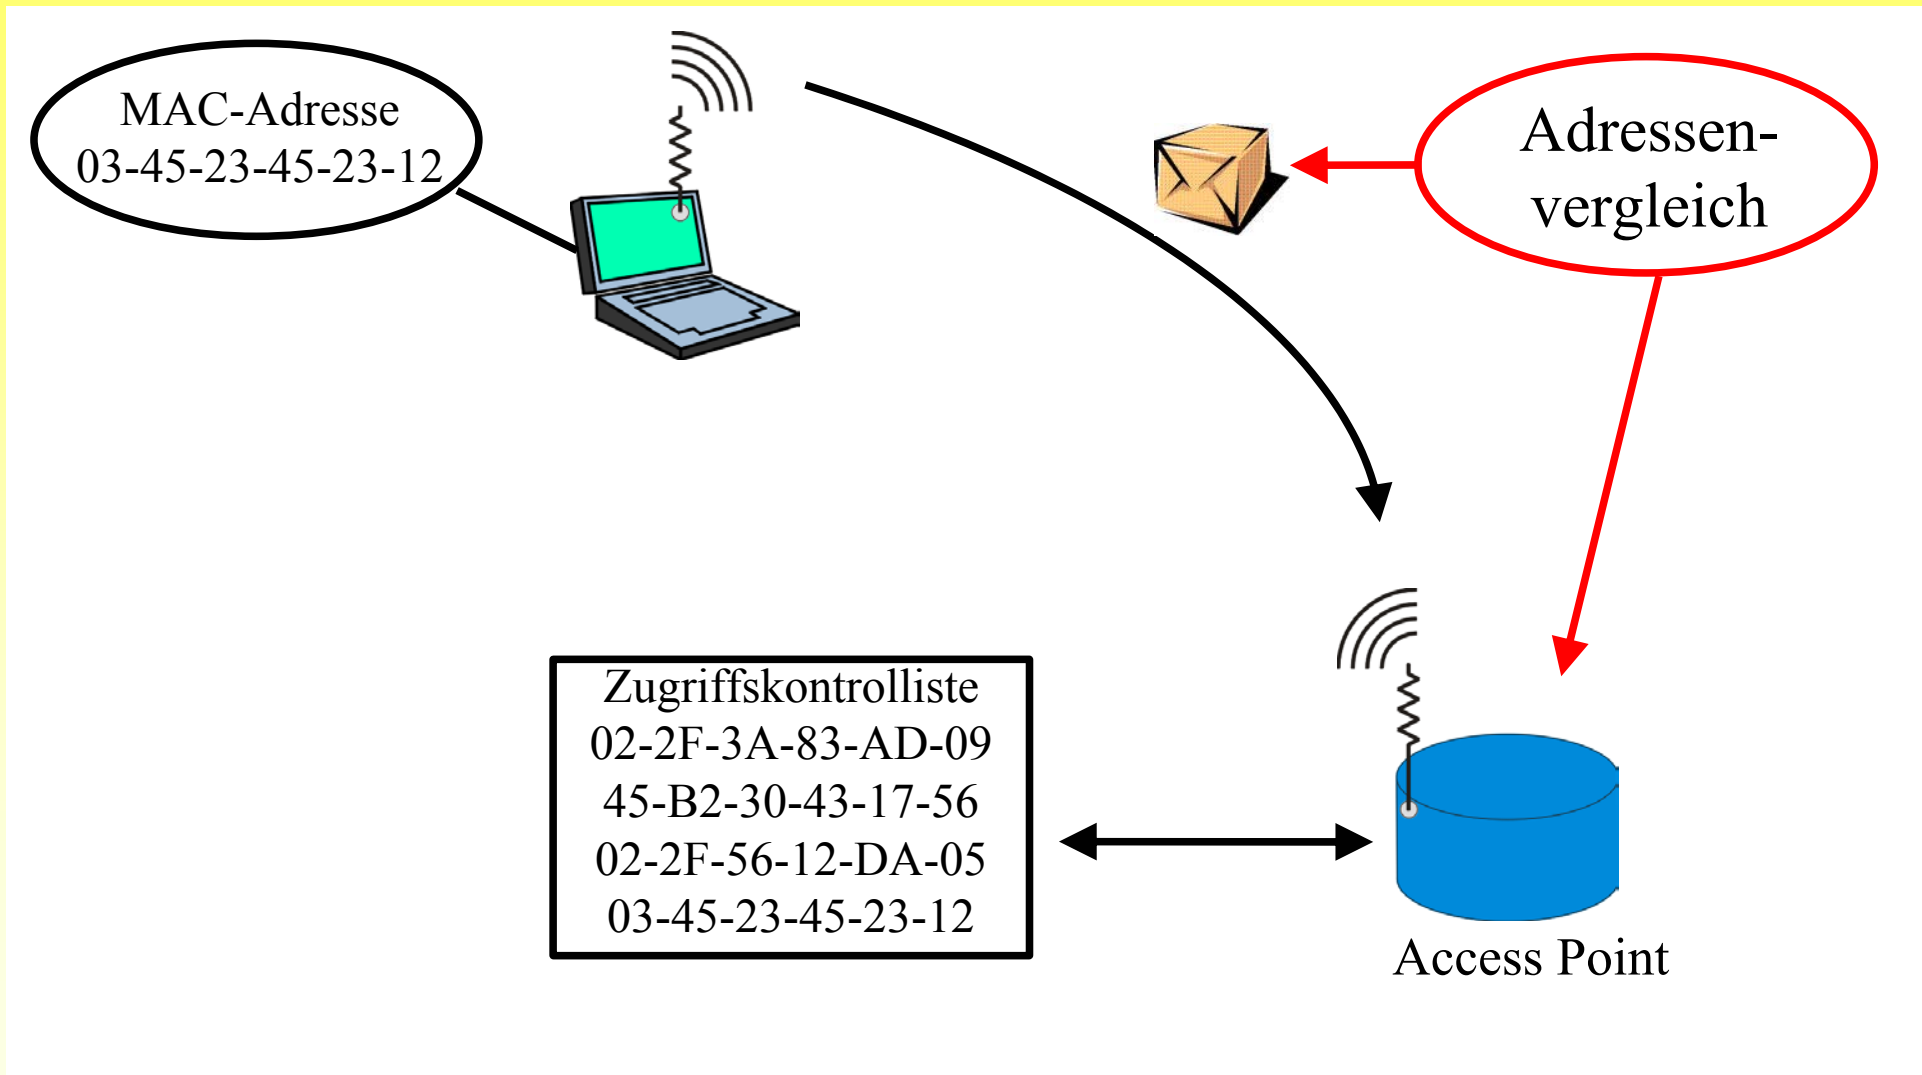 MAC-Adresse
03-45-23-45-23-12
Adressen-
vergleich
Zugriffskontrolliste
02-2F-3A-83-AD-09
45-B2-30-43-17-56
02-2F-56-12-DA-05
03-45-23-45-23-12
Access Point